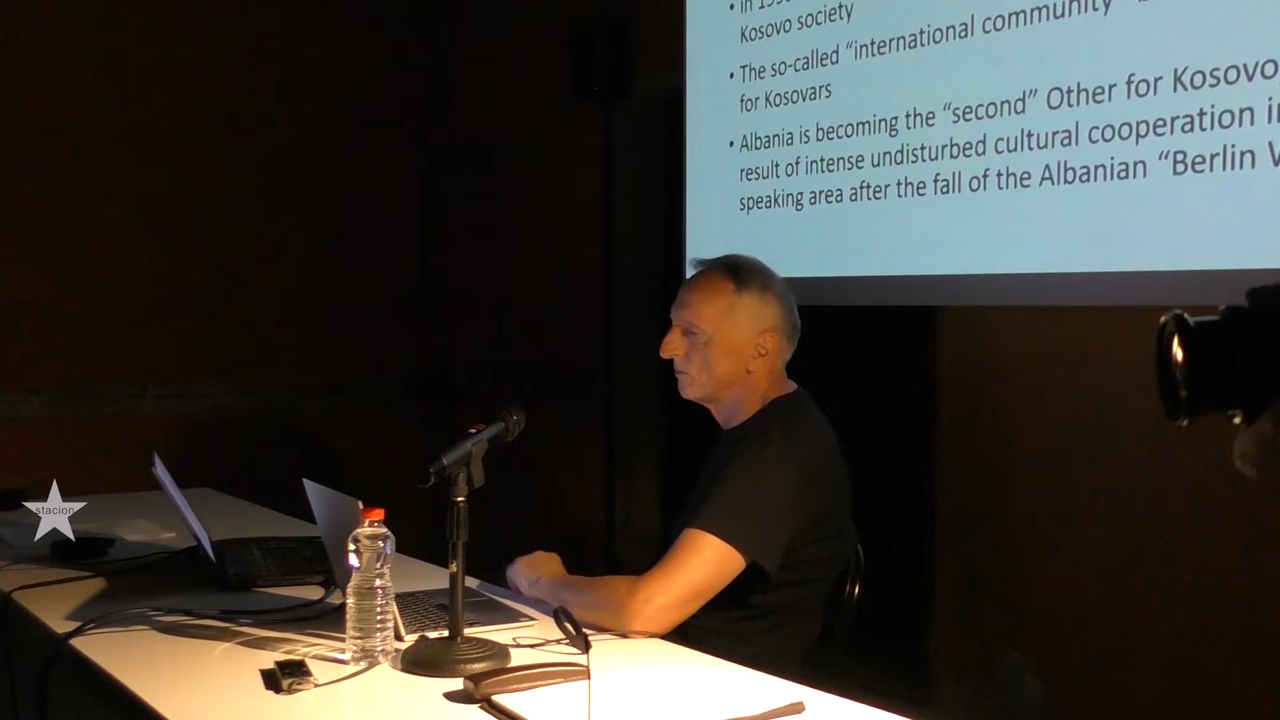 Kosovo society
• The so-called “international community”
for Kosovars
• Albania is becoming the “second” Other for Kosovo
result of intense undisturbed cultural cooperation
speaking area after the fall of the Albanian “Berlin
stacion